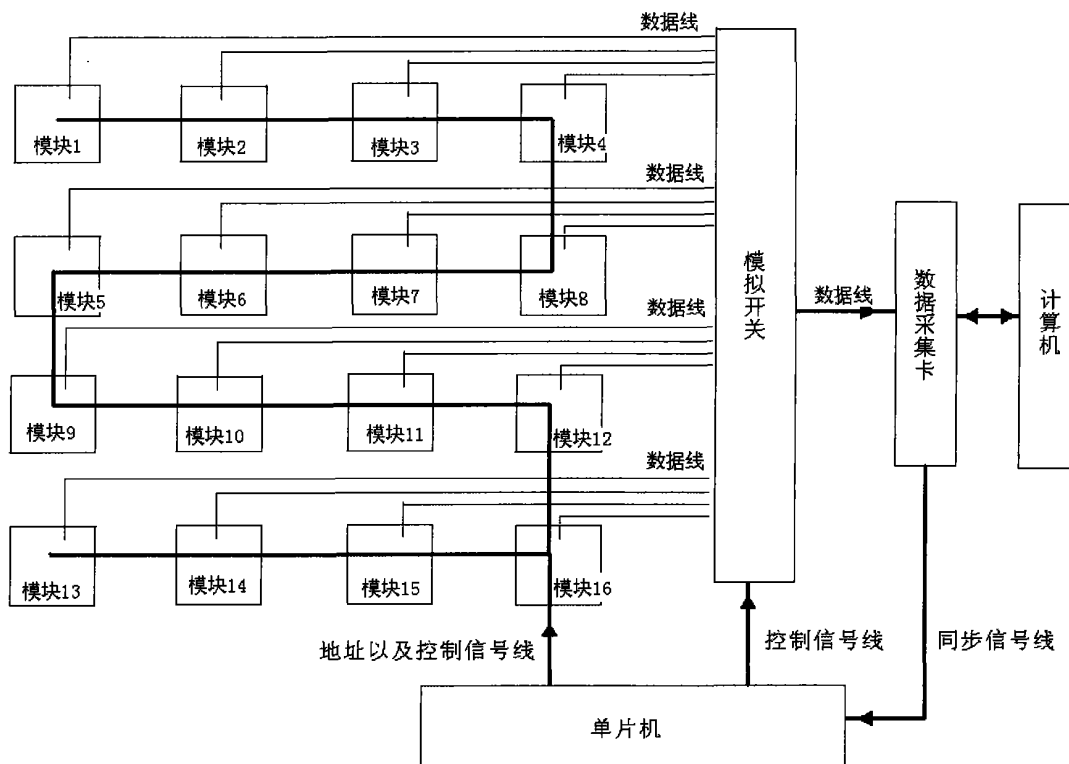 数据线
模块1
模块2
模块3
模块4
数据线
模块5
模块6
模块7
模块8
数据线
模块9
模块10
模块11
模块12
数据线
模块13
模块14
模块15
模块16
模拟开关
数据线
数据采集卡
计算机
地址以及控制信号线
控制信号线
同步信号线
单片机